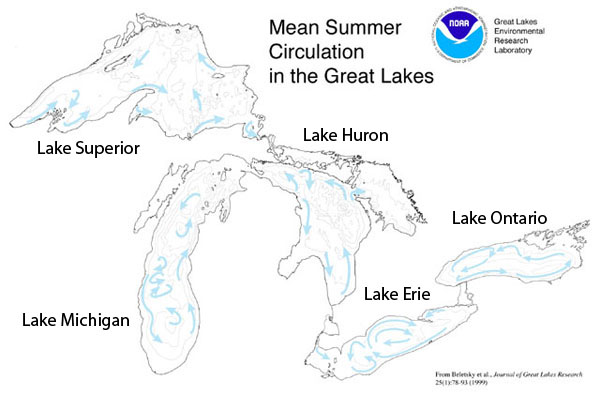 Mean Summer
Circulation
in the Great Lakes
NOAA
Great Lakes
Environmental
Research
Laboratory
Lake Superior
Lake Huron
Lake Ontario
Lake Erie
Lake Michigan
From Beletsky et al., Journal of Great Lakes Research
25(1):78-93 (1999)